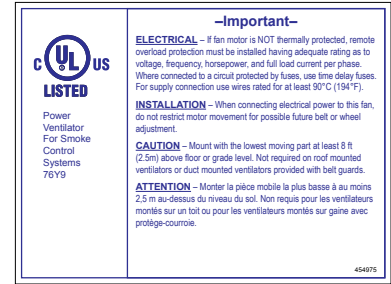 –Important–
c UL US
LISTED
Power
Ventilator
For Smoke
Control
Systems
76Y9
ELECTRICAL – If fan motor is NOT thermally protected, remote
overload protection must be installed having adequate rating as to
voltage, frequency, horsepower, and full load current per phase.
Where connected to a circuit protected by fuses, use time delay fuses.
For supply connection use wires rated for at least 90°C (194°F).
INSTALLATION – When connecting electrical power to this fan,
do not restrict motor movement for possible future belt or wheel
adjustment.
CAUTION – Mount with the lowest moving part at least 8 ft
(2.5m) above floor or grade level. Not required on roof mounted
ventilators or duct mounted ventilators provided with belt guards.
ATTENTION – Monter la pièce mobile la plus basse à au moins
2,5 m au-dessus du niveau du sol. Non requis pour les ventilateurs
montés sur un toit ou pour les ventilateurs montés sur gaine avec
protège-courroie.
454975